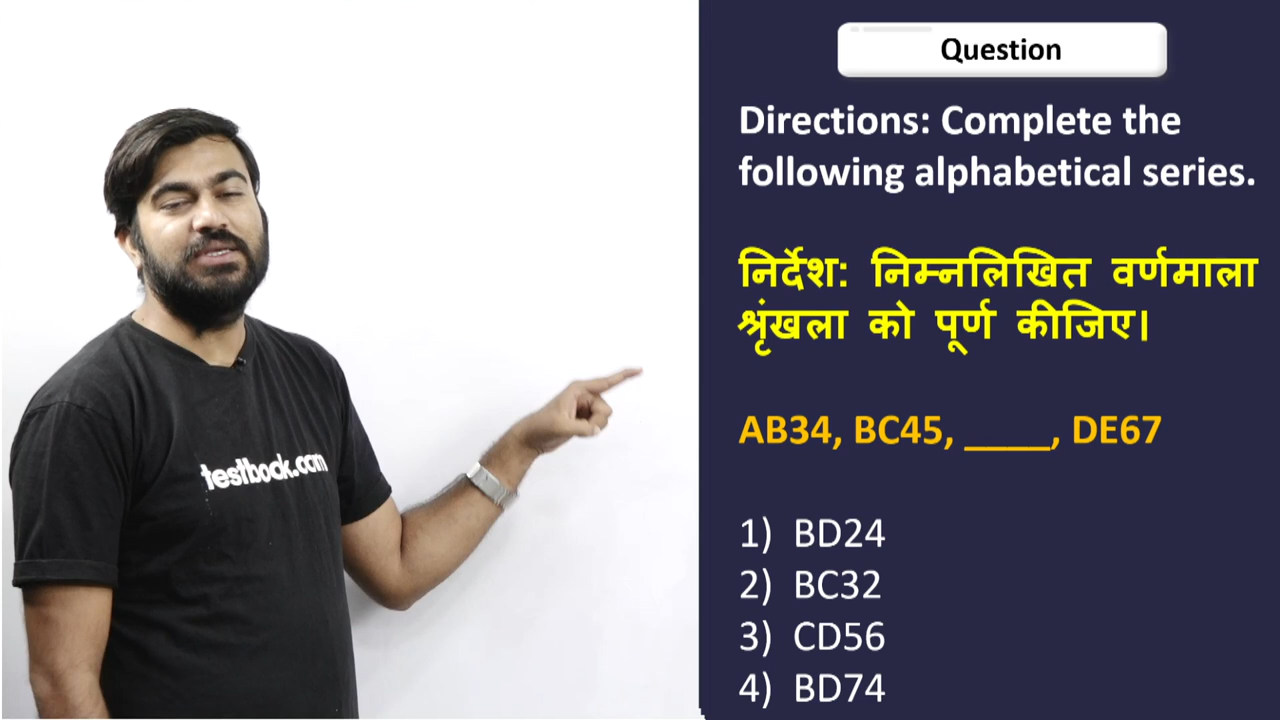 Question
Directions: Complete the
following alphabetical series.
निर्देश: निम्नलिखित वर्णमाला
श्रृंखला को पूर्ण कीजिए।
AB34, BC45, ____, DE67
1) BD24
2) BC32
3) CD56
4) BD74
testbook.com